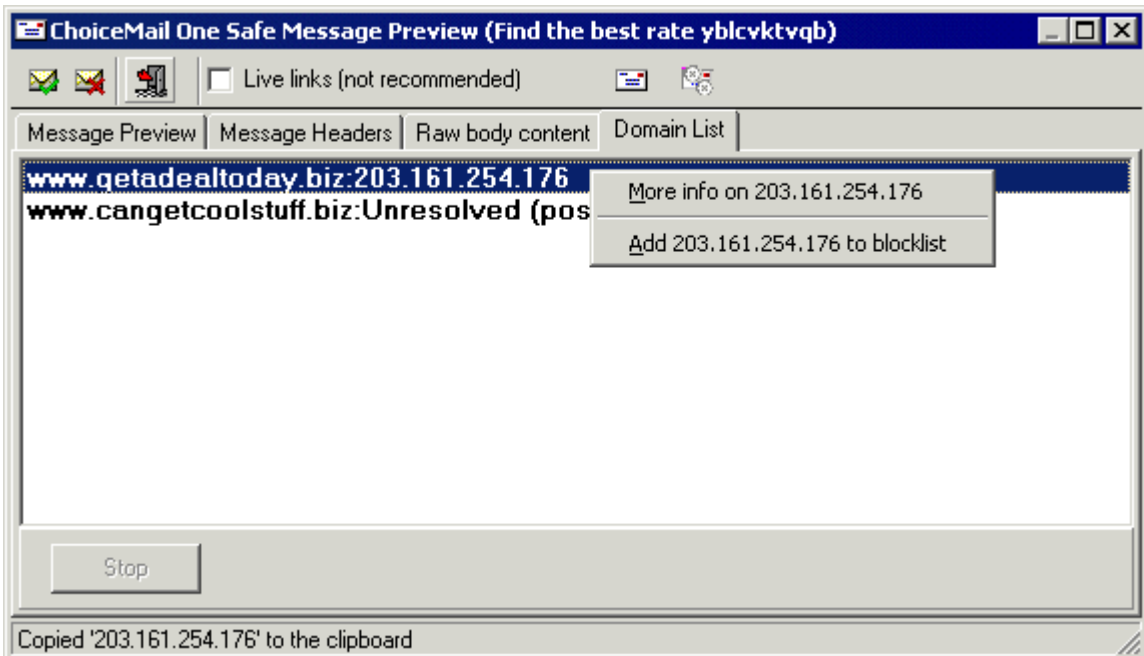 ChoiceMail One Safe Message Preview (Find the best rate yblcvktvqb)
Live links (not recommended)
Message Preview Message Headers Raw body content Domain List
www.getadealtoday.biz:203.161.254.176
www.cangetcoolstuff.biz:Unresolved (pos
More info on 203.161.254.176
Add 203.161.254.176 to blocklist
Stop
Copied '203.161.254.176' to the clipboard